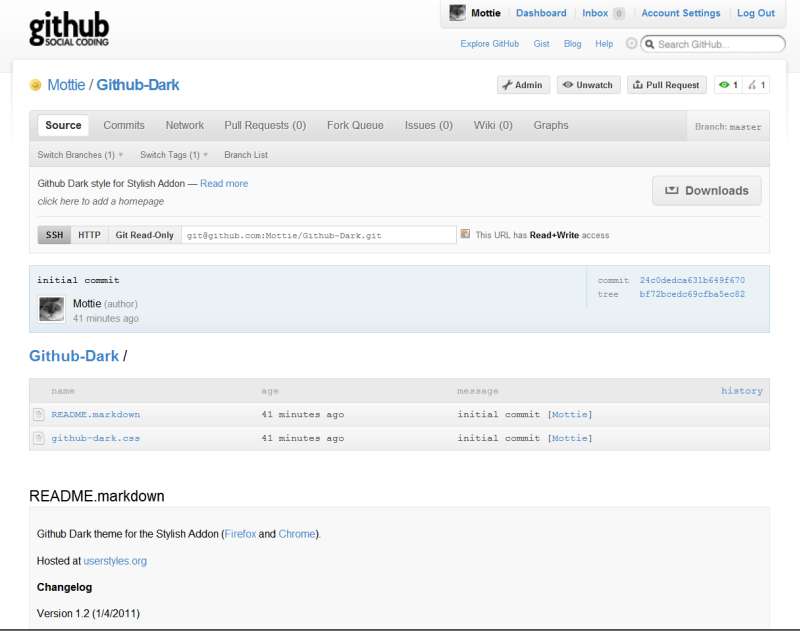 github
SOCIAL CODING
Mottie Dashboard Inbox 0 Account Settings Log Out
Explore GitHub Gist Blog Help Search GitHub...
Mottie / Github-Dark
Admin Unwatch Pull Request 1 1
Source Commits Network Pull Requests (0) Fork Queue Issues (0) Wiki (0) Graphs Branch: master
Switch Branches (1) Switch Tags (1) Branch List
Github Dark style for Stylish Addon — Read more
click here to add a homepage
Downloads
SSH HTTP Git Read-Only git@github.com:Mottie/Github-Dark.git This URL has Read+Write access
initial commit
Mottie (author)
41 minutes ago
commit 24c0dedca631b649f670
tree bf72bcedc69cfba5ec82
Github-Dark /
name age message history
README.markdown 41 minutes ago initial commit [Mottie]
github-dark.css 41 minutes ago initial commit [Mottie]
README.markdown
Github Dark theme for the Stylish Addon (Firefox and Chrome).
Hosted at userstyles.org
Changelog
Version 1.2 (1/4/2011)